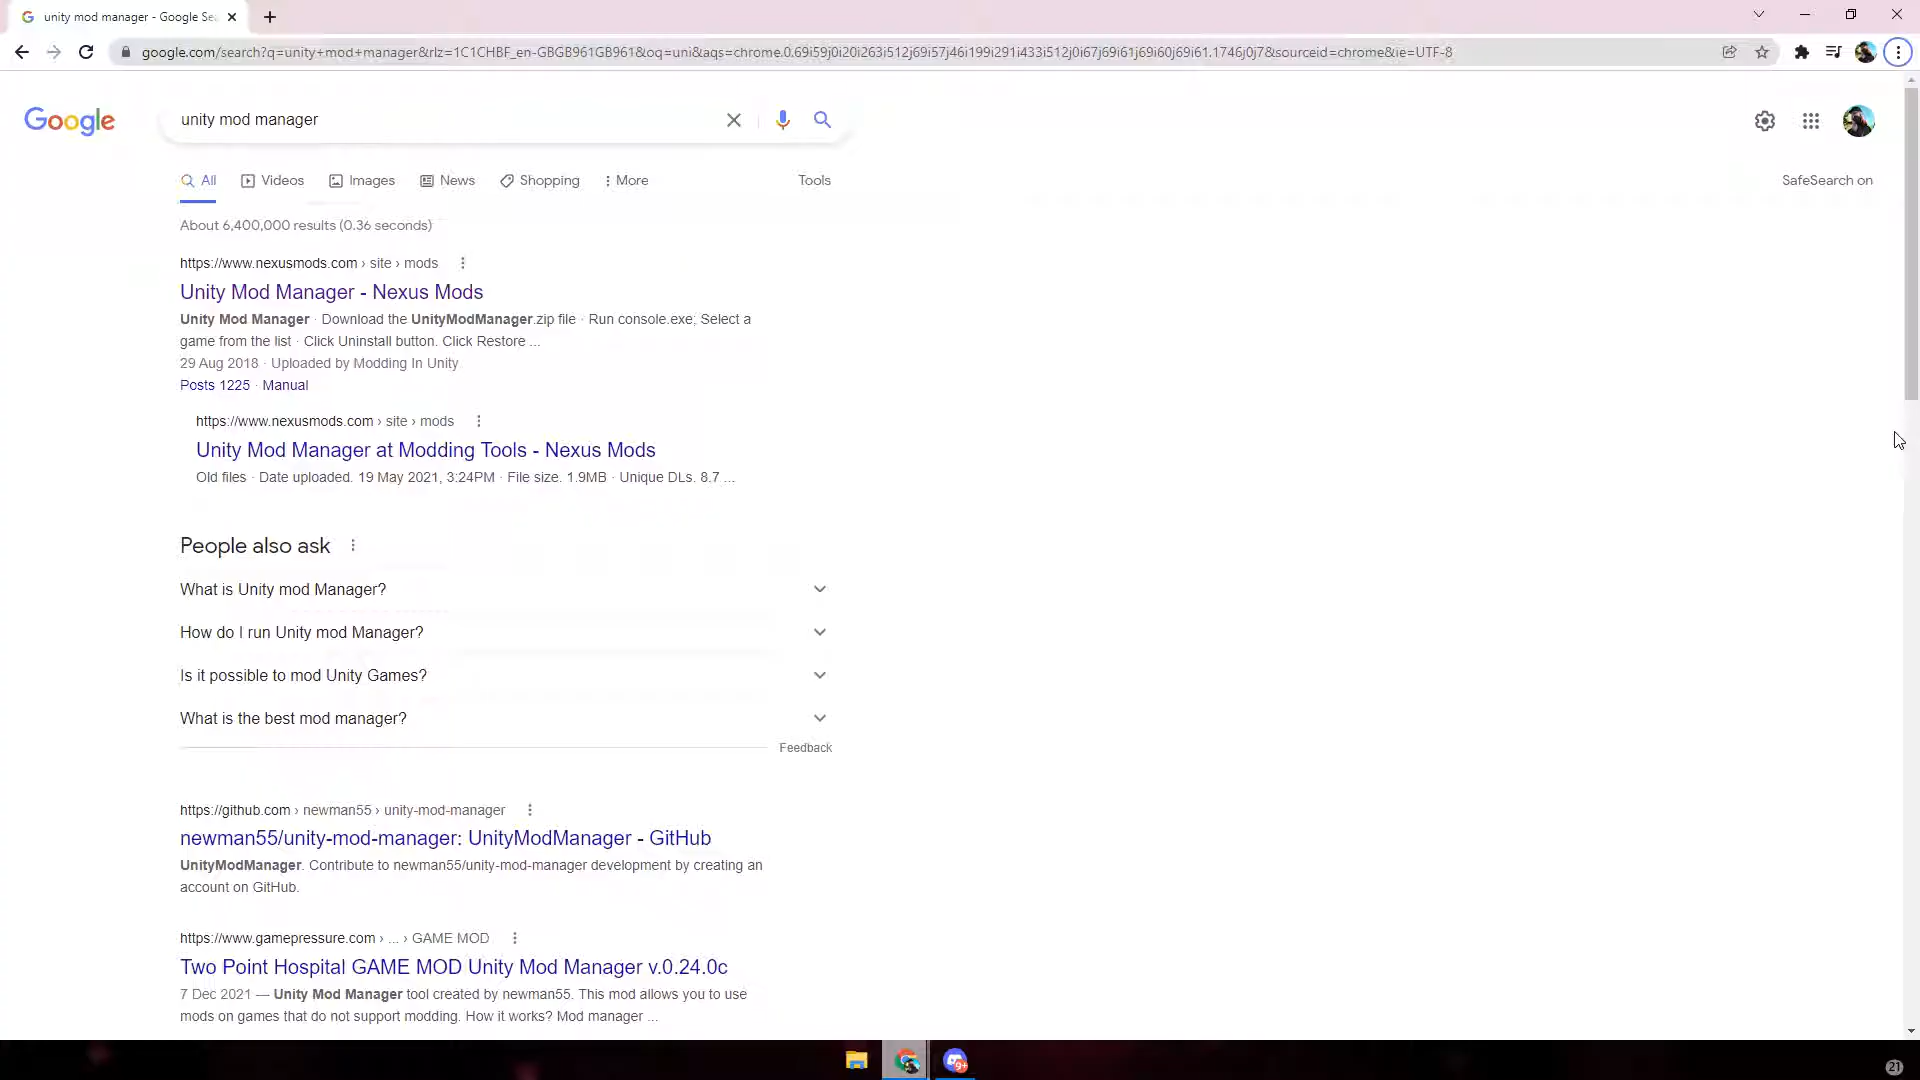 unity mod manager - Google Se
google.com/search?q=unity+mod+manager&rlz=1C1CHBF_en-GBGB961GB961&oq=uni&aqs=chrome.0.69i59j0i20i263i512j69i57j46i199i291i433i512j0i67j69i61j69i60j69i61.1746j0j7&sourceid=chrome&ie=UTF-8
Google
unity mod manager
All
Videos
Images
News
Shopping
More
Tools
SafeSearch on
About 6,400,000 results (0.36 seconds)
https://www.nexusmods.com › site › mods
Unity Mod Manager - Nexus Mods
Unity Mod Manager · Download the UnityModManager.zip file · Run console.exe; Select a
game from the list · Click Uninstall button. Click Restore ...
29 Aug 2018 · Uploaded by Modding In Unity
Posts 1225 · Manual
https://www.nexusmods.com › site › mods
Unity Mod Manager at Modding Tools - Nexus Mods
Old files · Date uploaded. 19 May 2021, 3:24PM · File size. 1.9MB · Unique DLs. 8.7 ...
People also ask
What is Unity mod Manager?
How do I run Unity mod Manager?
Is it possible to mod Unity Games?
What is the best mod manager?
Feedback
https://github.com › newman55 › unity-mod-manager
newman55/unity-mod-manager: UnityModManager - GitHub
UnityModManager. Contribute to newman55/unity-mod-manager development by creating an
account on GitHub.
https://www.gamepressure.com › ... › GAME MOD
Two Point Hospital GAME MOD Unity Mod Manager v.0.24.0c
7 Dec 2021 — Unity Mod Manager tool created by newman55. This mod allows you to use
mods on games that do not support modding. How it works? Mod manager ...
9+
21